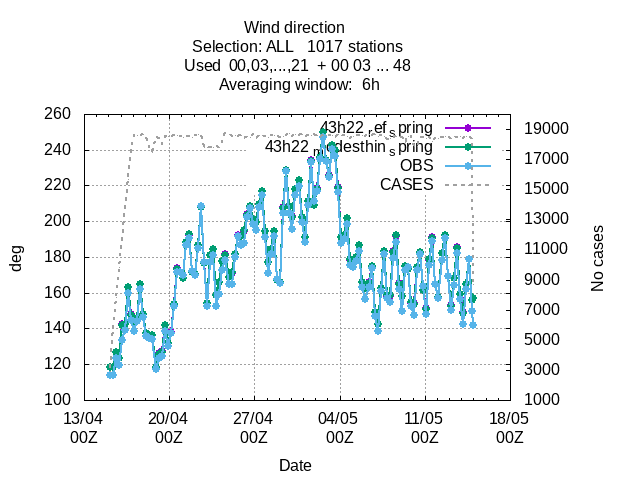 Wind direction
Selection: ALL   1017 stations
Used  00,03,...,21  + 00 03 ... 48
Averaging window:  6h
43h22_ref_spring
43h22_modesthin_spring
OBS
CASES
260
240
220
200
180
160
140
120
100
deg
19000
17000
15000
13000
11000
9000
7000
5000
3000
1000
No cases
13/04 20/04 27/04 04/05 11/05 18/05
00Z 00Z 00Z 00Z 00Z 00Z
Date